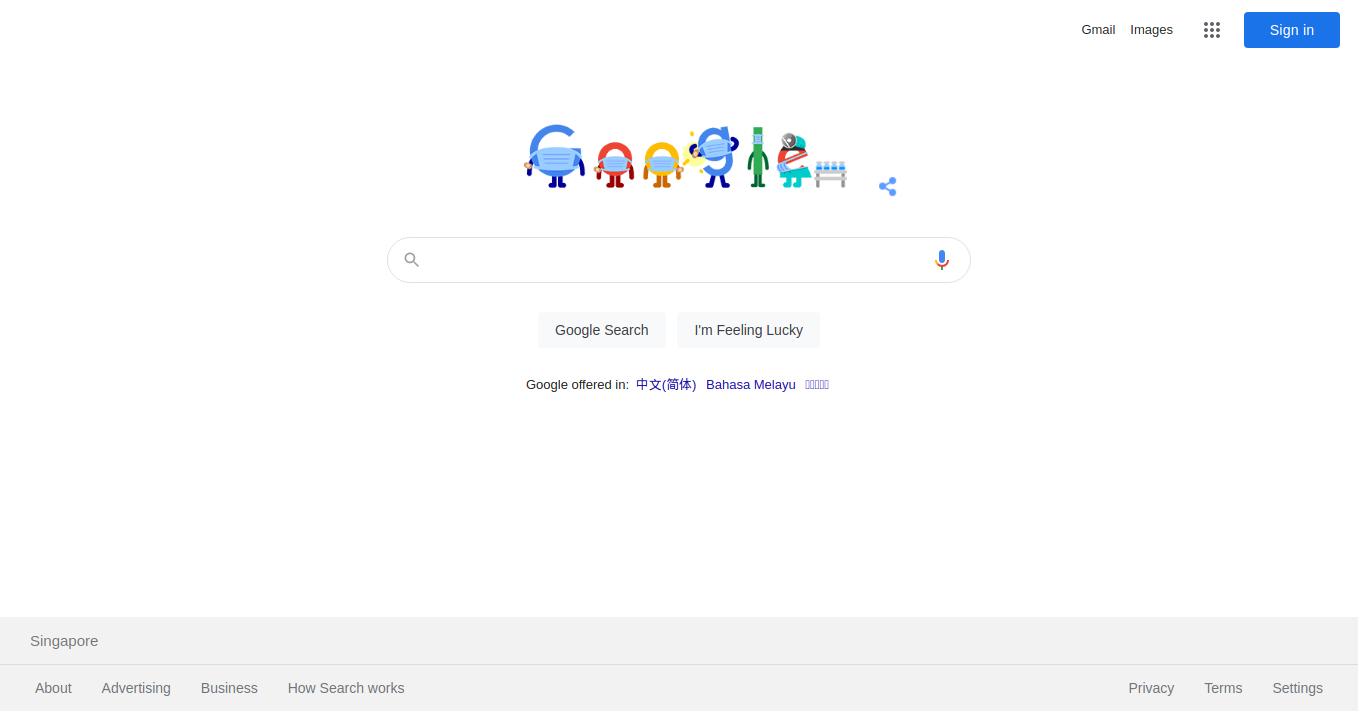 Gmail Images Sign in
Google
Google Search I'm Feeling Lucky
Google offered in: 中文(简体) Bahasa Melayu
Singapore
About Advertising Business How Search works Privacy Terms Settings